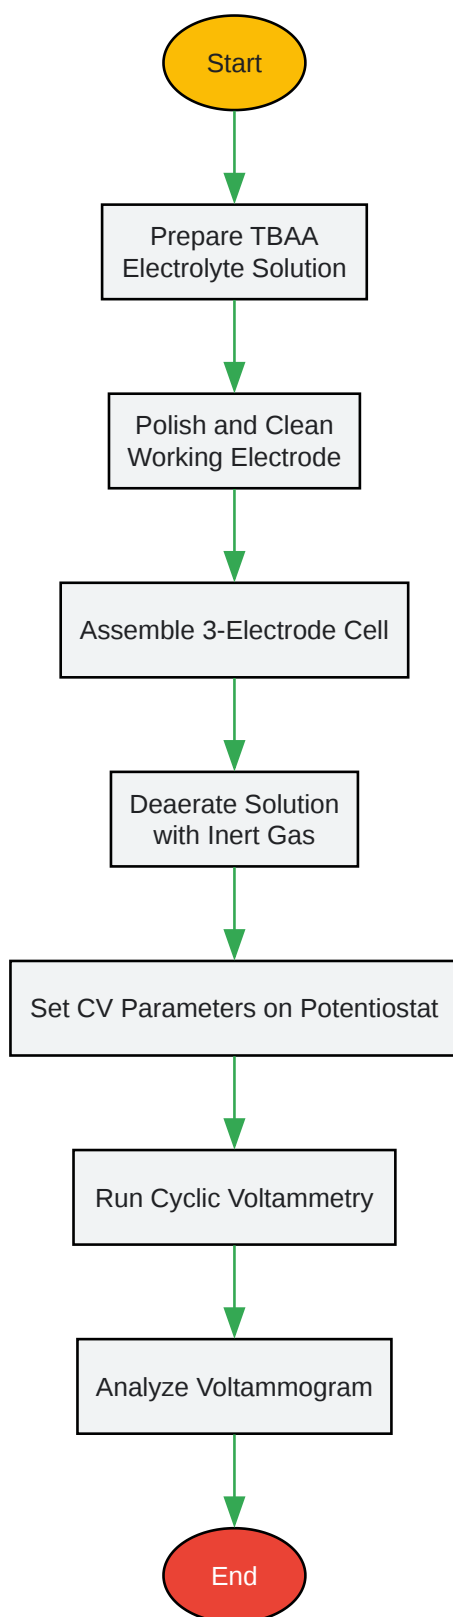 Start
Prepare TBAA
Electrolyte Solution
Polish and Clean
Working Electrode
Assemble 3-Electrode Cell
Deaerate Solution
with Inert Gas
Set CV Parameters on Potentiostat
Run Cyclic Voltammetry
Analyze Voltammogram
End